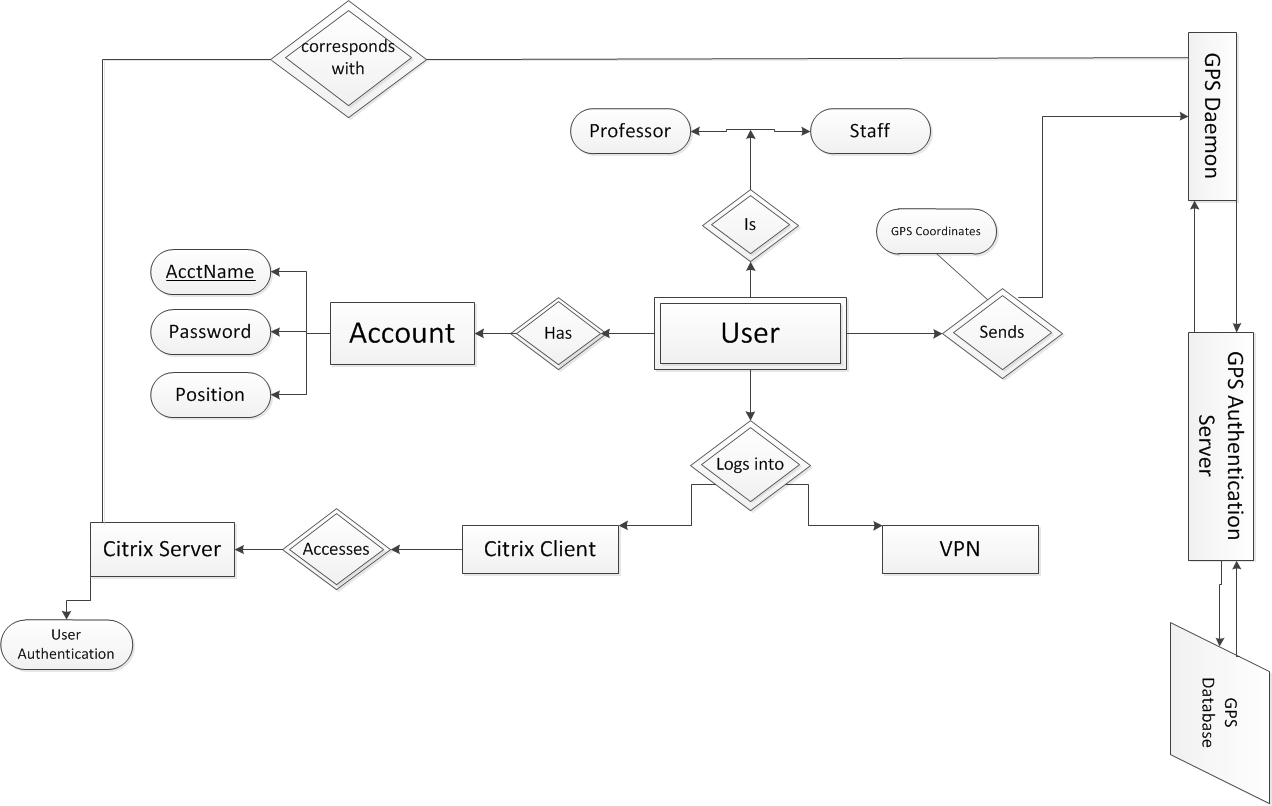 corresponds
with
GPS Daemon
Professor
Staff
Is
GPS Coordinates
AcctName
Password
Position
Account
Has
User
Sends
GPS Authentication
Server
Logs into
Citrix Server
Accesses
Citrix Client
VPN
User
Authentication
GPS
Database